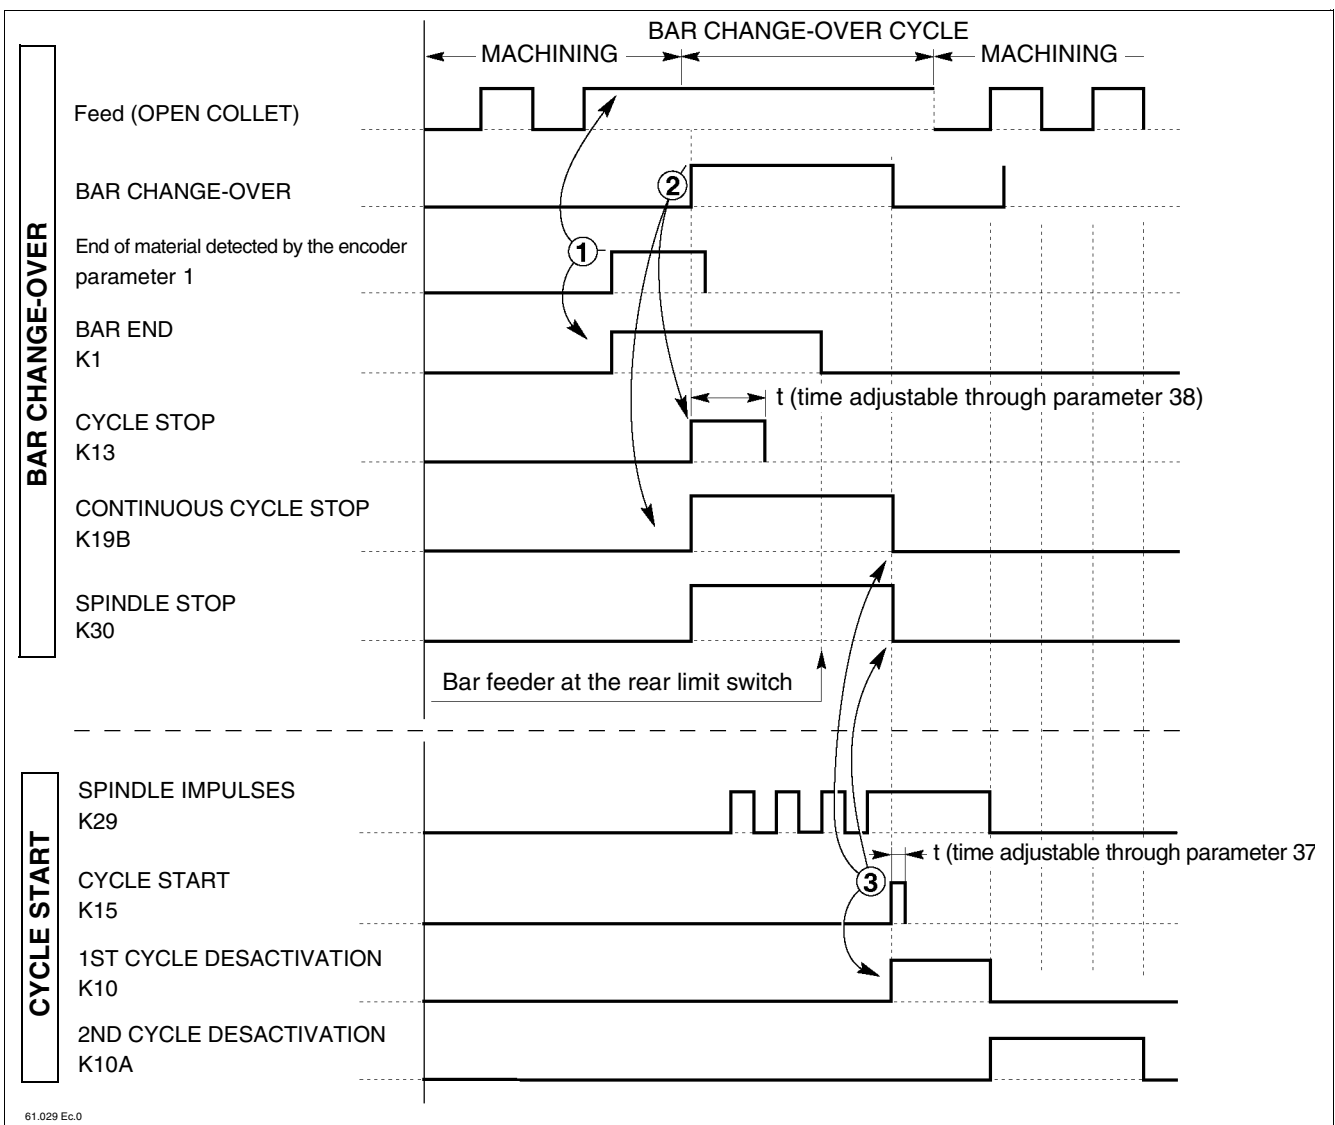 BAR CHANGE-OVER CYCLE
MACHINING
MACHINING
BAR CHANGE-OVER
Feed (OPEN COLLET)
BAR CHANGE-OVER
2
End of material detected by the encoder
parameter 1
1
BAR END
K1
t (time adjustable through parameter 38)
CYCLE STOP
K13
CONTINUOUS CYCLE STOP
K19B
SPINDLE STOP
K30
Bar feeder at the rear limit switch
CYCLE START
SPINDLE IMPULSES
K29
t (time adjustable through parameter 37
CYCLE START
K15
3
1ST CYCLE DESACTIVATION
K10
2ND CYCLE DESACTIVATION
K10A
61.029 Ec.0